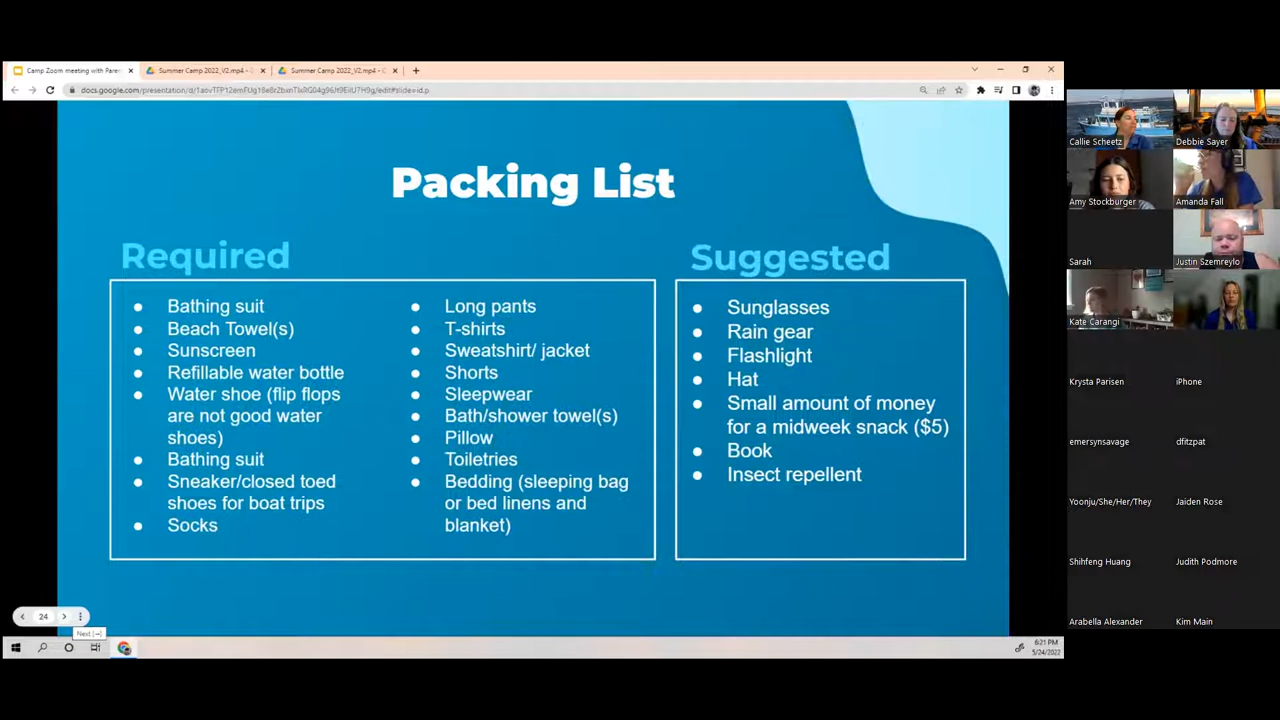 Camp Zoom meeting with Paren
Summer Camp 2022_V2.mp4 -
Summer Camp 2022_V2.mp4 -
Packing List
Required
Bathing suit
Beach Towel(s)
Sunscreen
Refillable water bottle
Water shoe (flip flops
are not good water
shoes)
Bathing suit
Sneaker/closed toed
shoes for boat trips
Socks
Long pants
T-shirts
Sweatshirt/ jacket
Shorts
Sleepwear
Bath/shower towel(s)
Pillow
Toiletries
Bedding (sleeping bag
or bed linens and
blanket)
Suggested
Sunglasses
Rain gear
Flashlight
Hat
Small amount of money
for a midweek snack ($5)
Book
Insect repellent
24
Next
6:21 PM
5/24/2022
Callie Scheetz
Debbie Sayer
Amy Stockburger
Amanda Fall
Sarah
Justin Szemreylo
Kate Carangi
Krysta Parisen
iPhone
emersynsavage
dfitzpat
Yoonju/She/Her/They
Jaiden Rose
Shihfeng Huang
Judith Podmore
Arabella Alexander
Kim Main